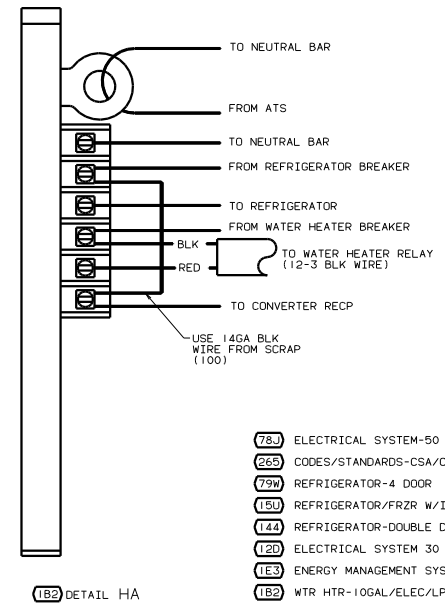 TO NEUTRAL BAR
FROM ATS
TO NEUTRAL BAR
FROM REFRIGERATOR BREAKER
TO REFRIGERATOR
FROM WATER HEATER BREAKER
BLK
TO WATER HEATER RELAY
(12-3 BLK WIRE)
RED
TO CONVERTER RECP
USE 14GA BLK
WIRE FROM SCRAP
(100)
78J ELECTRICAL SYSTEM-50
265 CODES/STANDARDS-CSA/C
79W REFRIGERATOR-4 DOOR
15U REFRIGERATOR/FRZR W/I
144 REFRIGERATOR-DOUBLE D
12D ELECTRICAL SYSTEM 30
1E3 ENERGY MANAGEMENT SYS
1B2 WTR HTR-10GAL/ELEC/LP
1B2 DETAIL HA